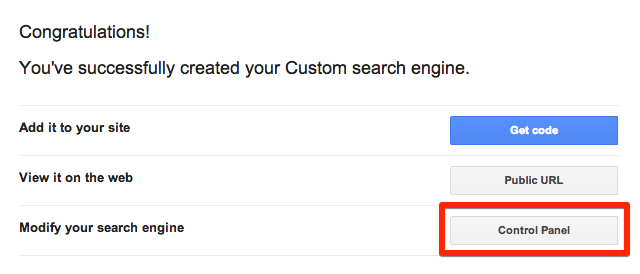 Congratulations!
You've successfully created your Custom search engine.
Add it to your site
Get code
View it on the web
Public URL
Modify your search engine
Control Panel